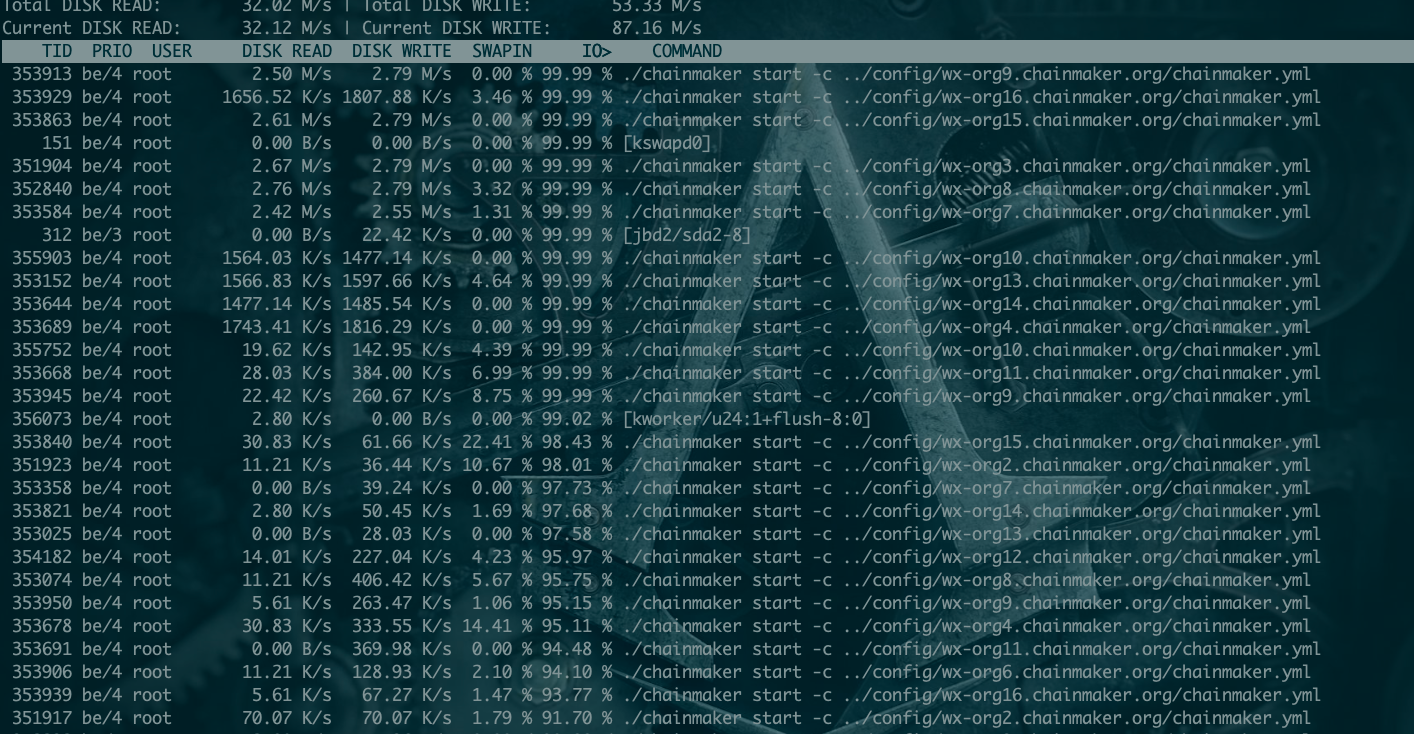 Total DISK READ:        32.02 M/s | Total DISK WRITE:        53.33 M/s
Current DISK READ:      32.12 M/s | Current DISK WRITE:      87.16 M/s
TID  PRIO  USER     DISK READ  DISK WRITE  SWAPIN     IO>    COMMAND
353913 be/4 root        2.50 M/s    2.79 M/s  0.00 % 99.99 % ./chainmaker start -c ../config/wx-org9.chainmaker.org/chainmaker.yml
353929 be/4 root     1656.52 K/s 1807.88 K/s  3.46 % 99.99 % ./chainmaker start -c ../config/wx-org16.chainmaker.org/chainmaker.yml
353863 be/4 root        2.61 M/s    2.79 M/s  0.00 % 99.99 % ./chainmaker start -c ../config/wx-org15.chainmaker.org/chainmaker.yml
151 be/4 root        0.00 B/s    0.00 B/s  0.00 % 99.99 % [kswapd0]
351904 be/4 root        2.67 M/s    2.79 M/s  0.00 % 99.99 % ./chainmaker start -c ../config/wx-org3.chainmaker.org/chainmaker.yml
352840 be/4 root        2.76 M/s    2.79 M/s  3.32 % 99.99 % ./chainmaker start -c ../config/wx-org8.chainmaker.org/chainmaker.yml
353584 be/4 root        2.42 M/s    2.55 M/s  1.31 % 99.99 % ./chainmaker start -c ../config/wx-org7.chainmaker.org/chainmaker.yml
312 be/3 root        0.00 B/s   22.42 K/s  0.00 % 99.99 % [jbd2/sda2-8]
355903 be/4 root     1564.03 K/s 1477.14 K/s  0.00 % 99.99 % ./chainmaker start -c ../config/wx-org10.chainmaker.org/chainmaker.yml
353152 be/4 root     1566.83 K/s 1597.66 K/s  4.64 % 99.99 % ./chainmaker start -c ../config/wx-org13.chainmaker.org/chainmaker.yml
353644 be/4 root     1477.14 K/s 1485.54 K/s  0.00 % 99.99 % ./chainmaker start -c ../config/wx-org14.chainmaker.org/chainmaker.yml
353689 be/4 root     1743.41 K/s 1816.29 K/s  0.00 % 99.99 % ./chainmaker start -c ../config/wx-org4.chainmaker.org/chainmaker.yml
355752 be/4 root       19.62 K/s  142.95 K/s  4.39 % 99.99 % ./chainmaker start -c ../config/wx-org10.chainmaker.org/chainmaker.yml
353668 be/4 root       28.03 K/s  384.00 K/s  6.99 % 99.99 % ./chainmaker start -c ../config/wx-org11.chainmaker.org/chainmaker.yml
353945 be/4 root       22.42 K/s  260.67 K/s  8.75 % 99.99 % ./chainmaker start -c ../config/wx-org9.chainmaker.org/chainmaker.yml
356073 be/4 root        2.80 K/s    0.00 B/s  0.00 % 99.02 % [kworker/u24:1+flush-8:0]
353840 be/4 root       30.83 K/s   61.66 K/s 22.41 % 98.43 % ./chainmaker start -c ../config/wx-org15.chainmaker.org/chainmaker.yml
351923 be/4 root       11.21 K/s   36.44 K/s 10.67 % 98.01 % ./chainmaker start -c ../config/wx-org2.chainmaker.org/chainmaker.yml
353358 be/4 root        0.00 B/s   39.24 K/s  0.00 % 97.73 % ./chainmaker start -c ../config/wx-org7.chainmaker.org/chainmaker.yml
353821 be/4 root        2.80 K/s   50.45 K/s  1.69 % 97.68 % ./chainmaker start -c ../config/wx-org14.chainmaker.org/chainmaker.yml
353025 be/4 root        0.00 B/s   28.03 K/s  0.00 % 97.58 % ./chainmaker start -c ../config/wx-org13.chainmaker.org/chainmaker.yml
354182 be/4 root       14.01 K/s  227.04 K/s  4.23 % 95.97 % ./chainmaker start -c ../config/wx-org12.chainmaker.org/chainmaker.yml
353074 be/4 root       11.21 K/s  406.42 K/s  5.67 % 95.75 % ./chainmaker start -c ../config/wx-org8.chainmaker.org/chainmaker.yml
353950 be/4 root        5.61 K/s  263.47 K/s  1.06 % 95.15 % ./chainmaker start -c ../config/wx-org9.chainmaker.org/chainmaker.yml
353678 be/4 root       30.83 K/s  333.55 K/s 14.41 % 95.11 % ./chainmaker start -c ../config/wx-org4.chainmaker.org/chainmaker.yml
353691 be/4 root        0.00 B/s  369.98 K/s  0.00 % 94.48 % ./chainmaker start -c ../config/wx-org11.chainmaker.org/chainmaker.yml
353906 be/4 root       11.21 K/s  128.93 K/s  2.10 % 94.10 % ./chainmaker start -c ../config/wx-org6.chainmaker.org/chainmaker.yml
353939 be/4 root        5.61 K/s   67.27 K/s  1.47 % 93.77 % ./chainmaker start -c ../config/wx-org16.chainmaker.org/chainmaker.yml
351917 be/4 root       70.07 K/s   70.07 K/s  1.79 % 91.70 % ./chainmaker start -c ../config/wx-org2.chainmaker.org/chainmaker.yml